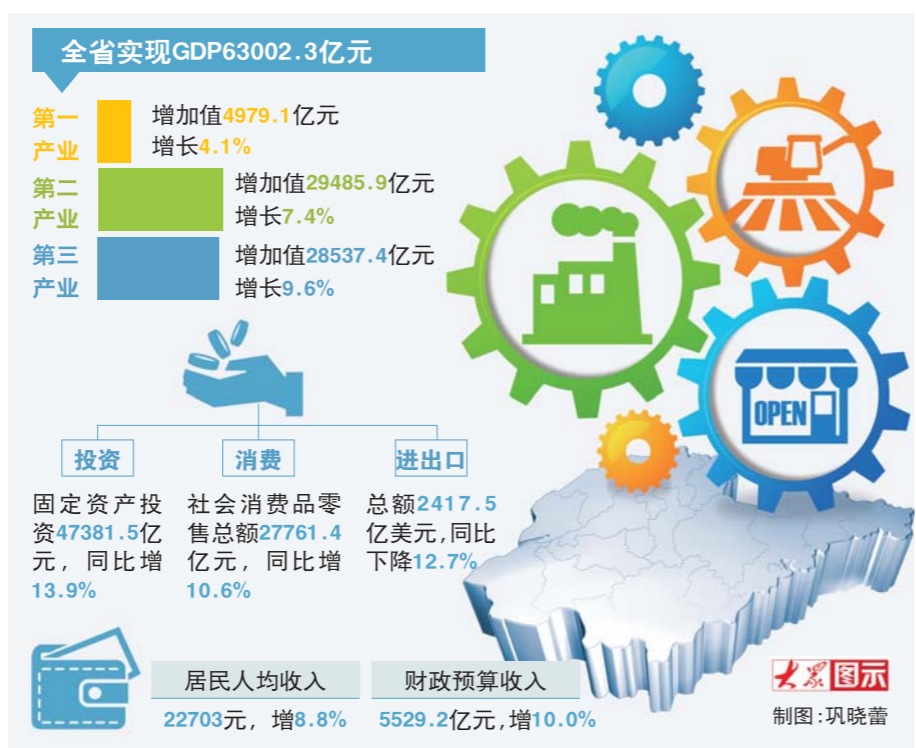 全省实现GDP63002.3亿元
第一
产业
增加值4979.1亿元
增长4.1%
第二
产业
增加值29485.9亿元
增长7.4%
第三
产业
增加值28537.4亿元
增长9.6%
OPEN
投资
固定资产投
资47381.5亿
元，同比增
13.9%
消费
社会消费品零
售总额27761.4
亿元，同比增
10.6%
进出口
总额2417.5
亿美元，同比
下降12.7%
居民人均收入
22703元，增8.8%
财政预算收入
5529.2亿元，增10.0%
大众图示
制图：巩晓蕾